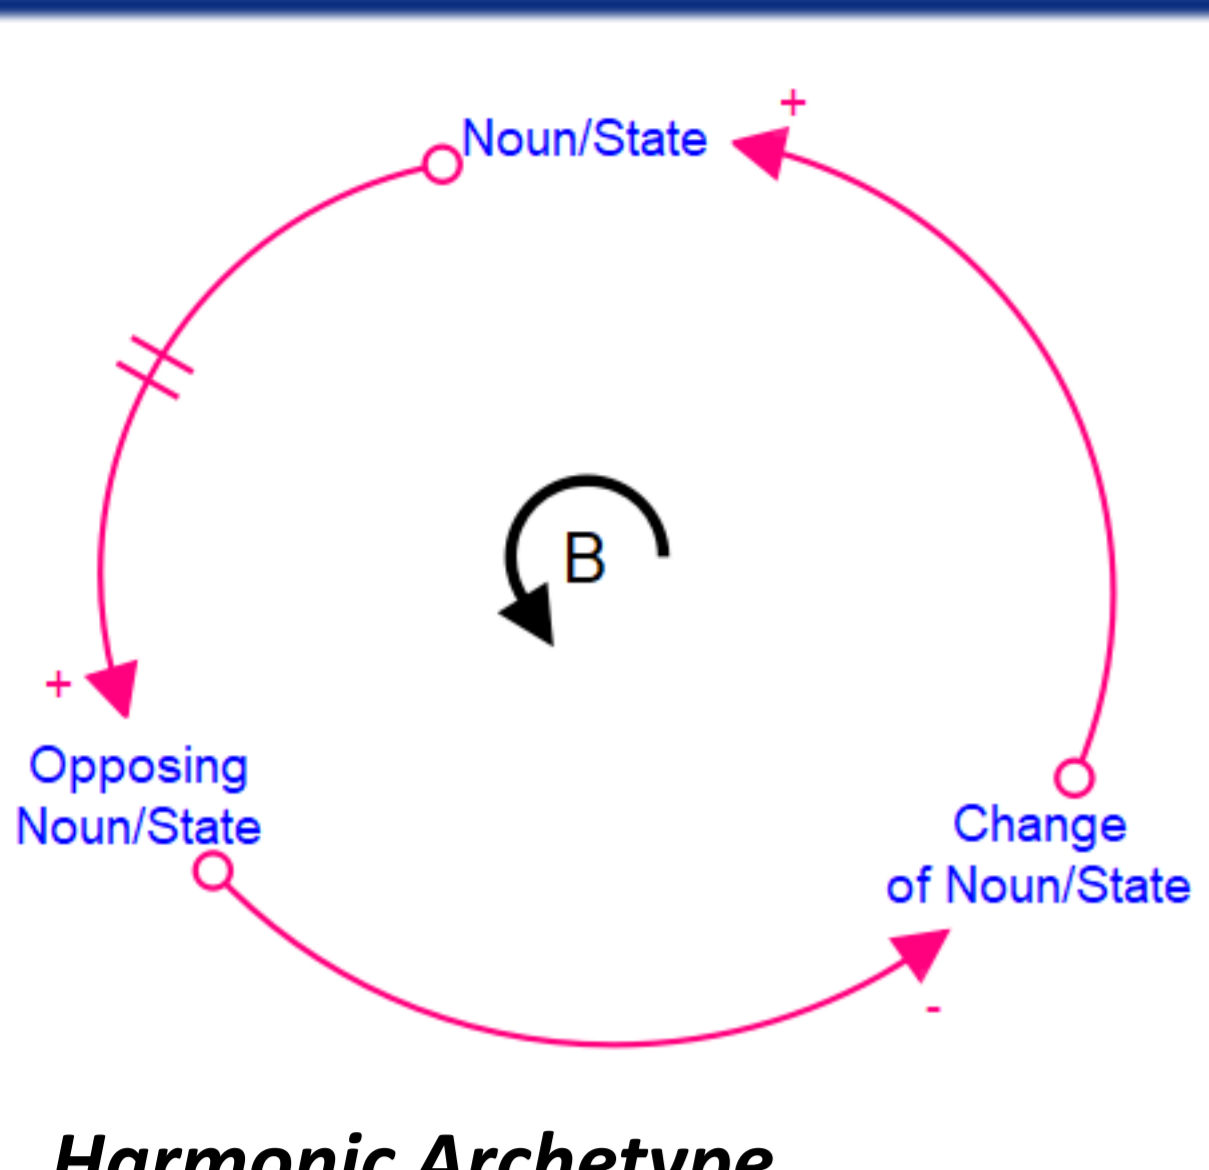 +
Noun/State
B
+
Opposing
Noun/State
Change
of Noun/State
-
Harmonic Archetype